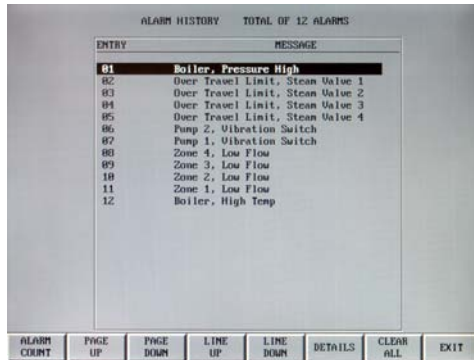 ALARM HISTORY TOTAL OF 12 ALARMS
ENTRY MESSAGE
01 Boiler, Pressure High
02 Over Travel Limit, Steam Value 1
03 Over Travel Limit, Steam Value 2
04 Over Travel Limit, Steam Value 3
05 Over Travel Limit, Steam Value 4
06 Pump 2, Vibration Switch
07 Pump 1, Vibration Switch
08 Zone 4, Low Flow
09 Zone 3, Low Flow
10 Zone 2, Low Flow
11 Zone 1, Low Flow
12 Boiler, High Temp
ALARM COUNT
PAGE UP
PAGE DOWN
LINE UP
LINE DOWN
DETAILS
CLEAR ALL
EXIT